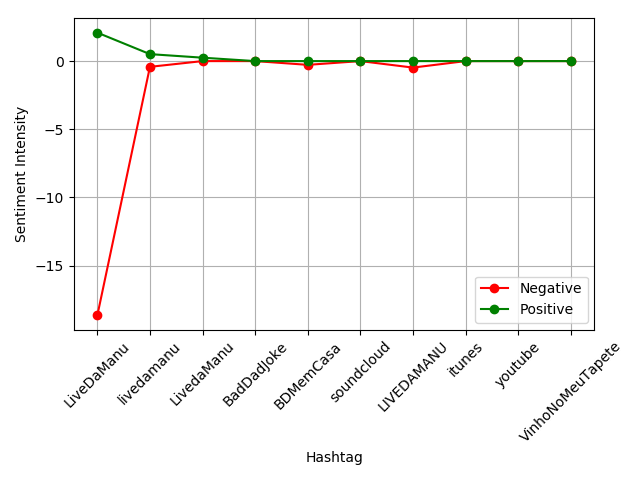 Sentiment Intensity
0
−5
−10
−15
Negative
Positive
LiveDaManu
livedamanu
LivedaManu
BadDadJoke
BDMemCasa
soundcloud
LIVEDAMANU
itunes
youtube
VinhoNoMeuTapete
Hashtag